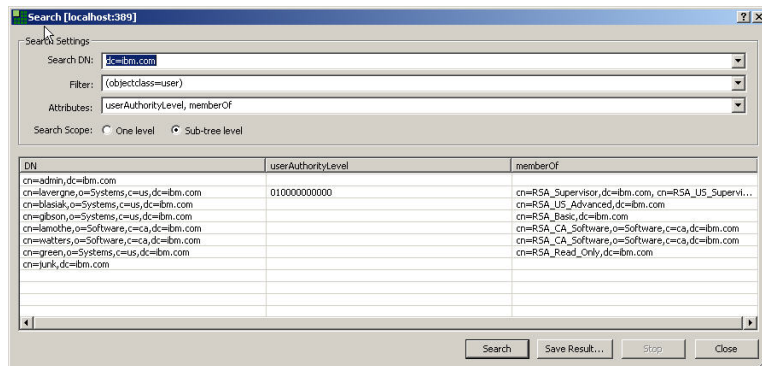 Search [localhost:389]
Search Settings
Search DN: dc=ibm.com
Filter: (objectclass=user)
Attributes: userAuthorityLevel, memberOf
Search Scope: One level Sub-tree level
DN userAuthorityLevel memberOf
cn=admin,dc=ibm.com
cn=lavergne,o=Systems,c=us,dc=ibm.com 010000000000 cn=RSA_Supervisor,dc=ibm.com, cn=RSA_US_Supervi...
cn=blasiak,o=Systems,c=us,dc=ibm.com cn=RSA_US_Advanced,dc=ibm.com
cn=gibson,o=Systems,c=us,dc=ibm.com cn=RSA_Basic,dc=ibm.com
cn=lamothe,o=Software,c=ca,dc=ibm.com cn=RSA_CA_Software,o=Software,c=ca,dc=ibm.com
cn=watters,o=Software,c=ca,dc=ibm.com cn=RSA_CA_Software,o=Software,c=ca,dc=ibm.com
cn=green,o=Systems,c=us,dc=ibm.com cn=RSA_Read_Only,dc=ibm.com
cn=junk,dc=ibm.com
Search Save Result... Stop Close